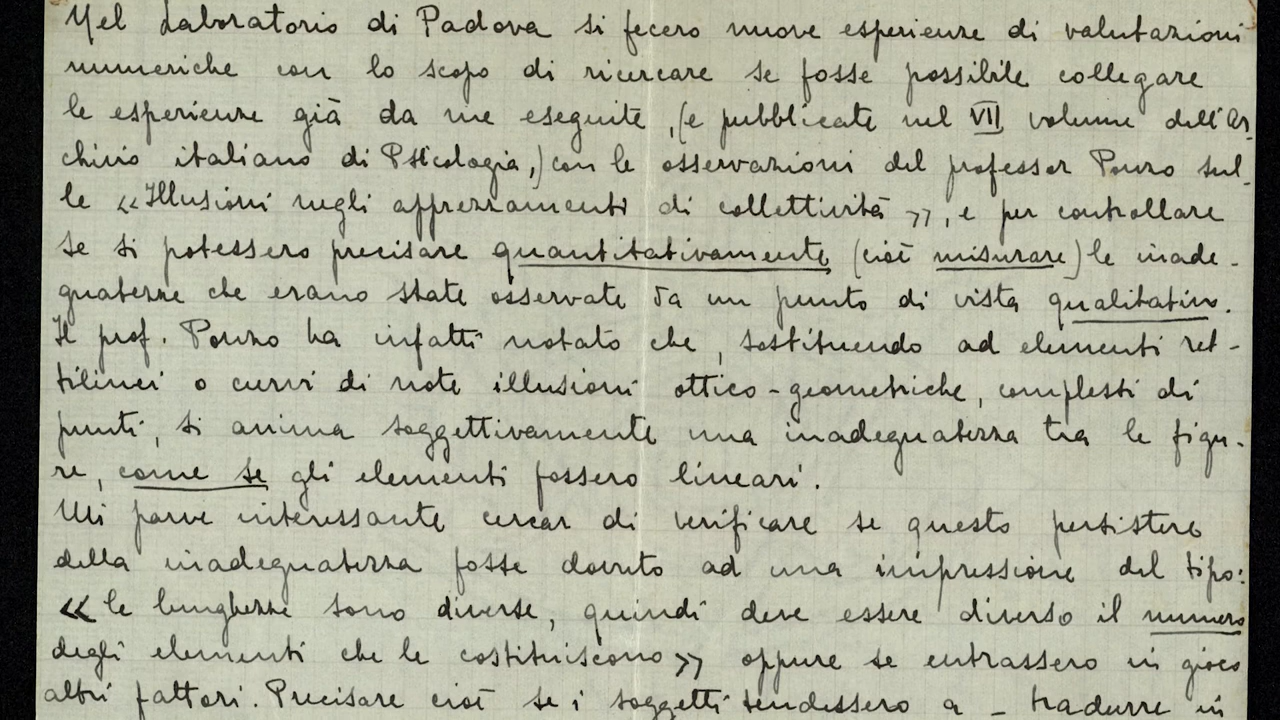 Nel Laboratorio di Padova si fecero nuove esperienze di valutazioni
numeriche con lo scopo di ricercare se fosse possibile collegare
le esperienze già da me eseguite, (e pubblicate nel VII volume dell'Ar-
chivio italiano di Psicologia,) con le osservazioni del professor Ponzo sul-
le «Illusioni negli apprezzamenti di collettività», e per controllare
se si potessero precisare quantitativamente (cioè misurare) le inade-
guatezze che erano state osservate da un punto di vista qualitativo.
Il prof. Ponzo ha infatti notato che, sostituendo ad elementi ret-
tilinei o curvi di note illusioni ottico-geometriche, complessi di
punti, si anima soggettivamente una inadeguatezza tra le figu-
re, come se gli elementi fossero lineari.
Mi parve interessante cercar di verificare se questo persistere
della inadeguatezza fosse dovuto ad una impressione del tipo:
«le lunghezze sono diverse, quindi deve essere diverso il numero
degli elementi che le costituiscono» oppure se entrassero in gioco
altri fattori. Precisare cioè se i soggetti tendessero a - tradurre in